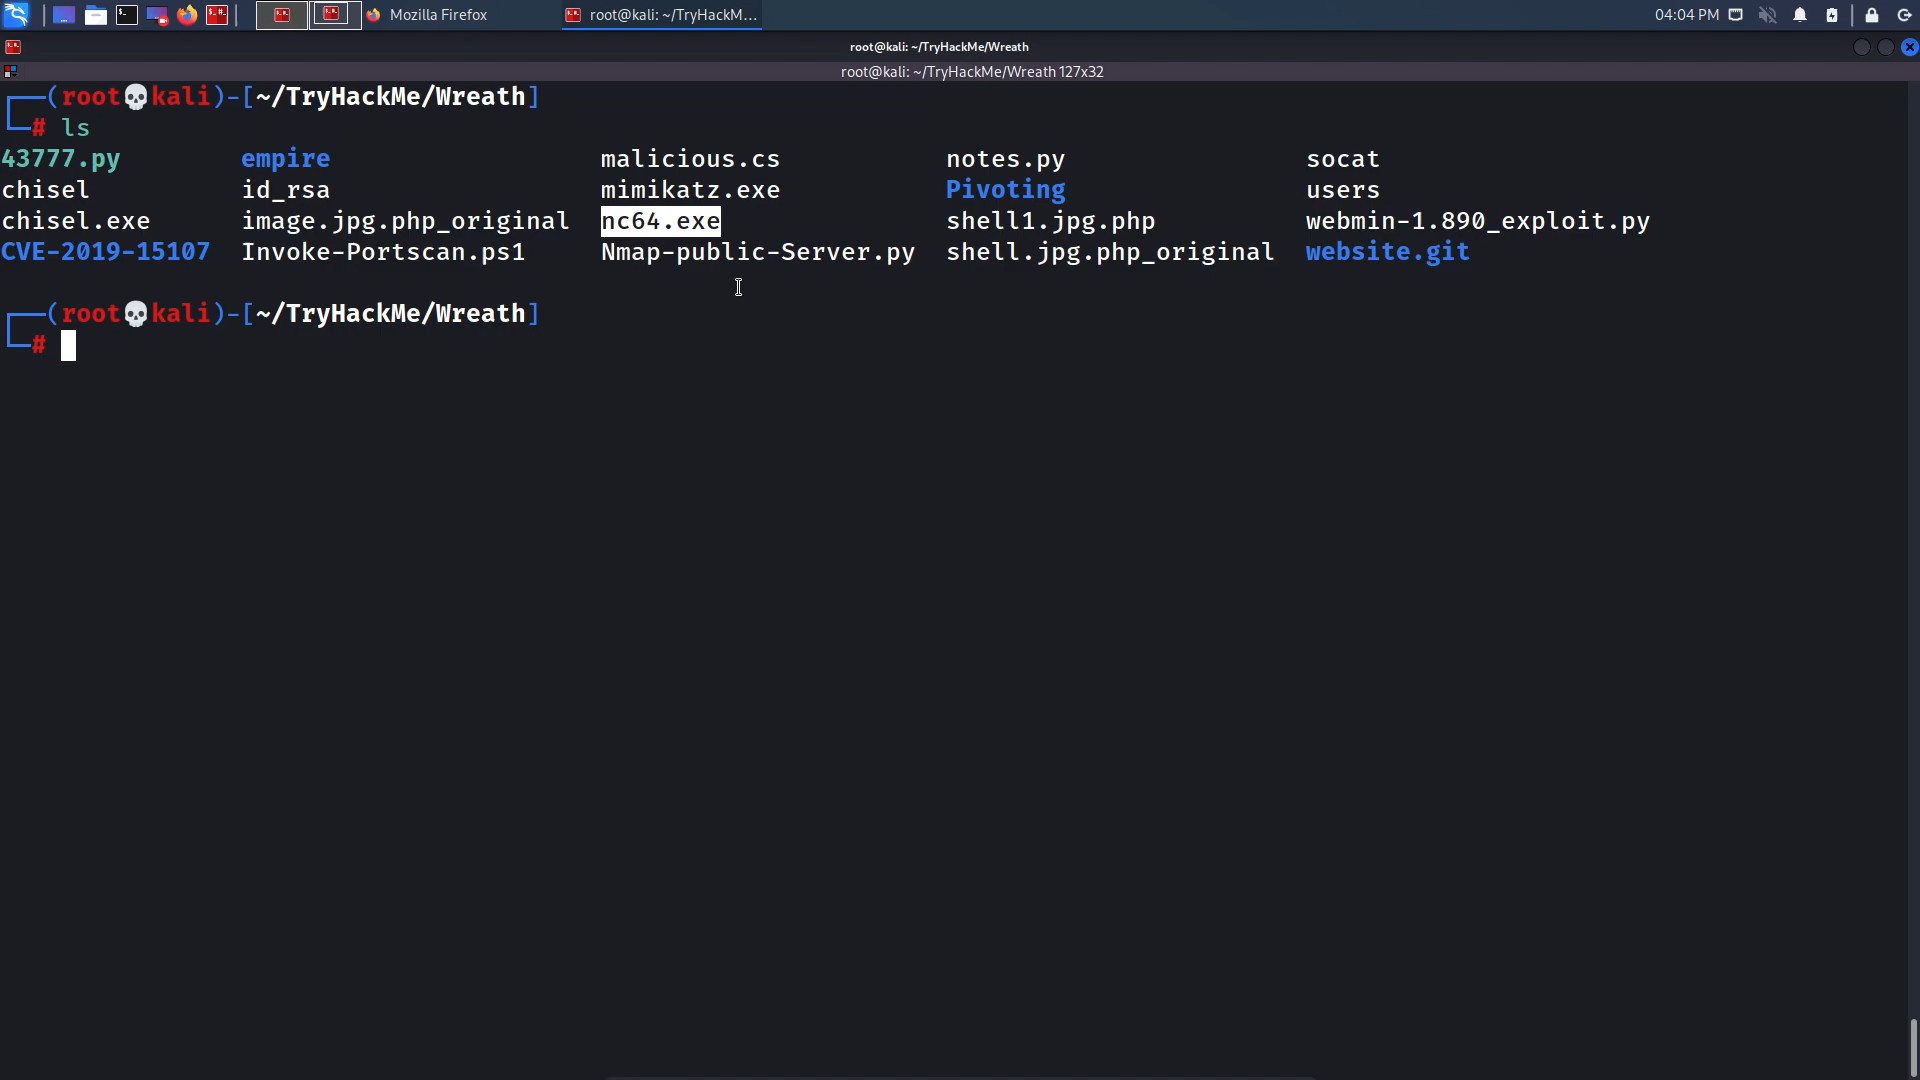 Mozilla Firefox root@kali: ~/TryHackM... 04:04 PM
root@kali: ~/TryHackMe/Wreath
root@kali: ~/TryHackMe/Wreath 127x32
┌──(root💀kali)-[~/TryHackMe/Wreath]
└─# ls
43777.py empire malicious.cs notes.py socat
chisel id_rsa mimikatz.exe Pivoting users
chisel.exe image.jpg.php_original nc64.exe shell1.jpg.php webmin-1.890_exploit.py
CVE-2019-15107 Invoke-Portscan.ps1 Nmap-public-Server.py shell.jpg.php_original website.git
┌──(root💀kali)-[~/TryHackMe/Wreath]
└─#